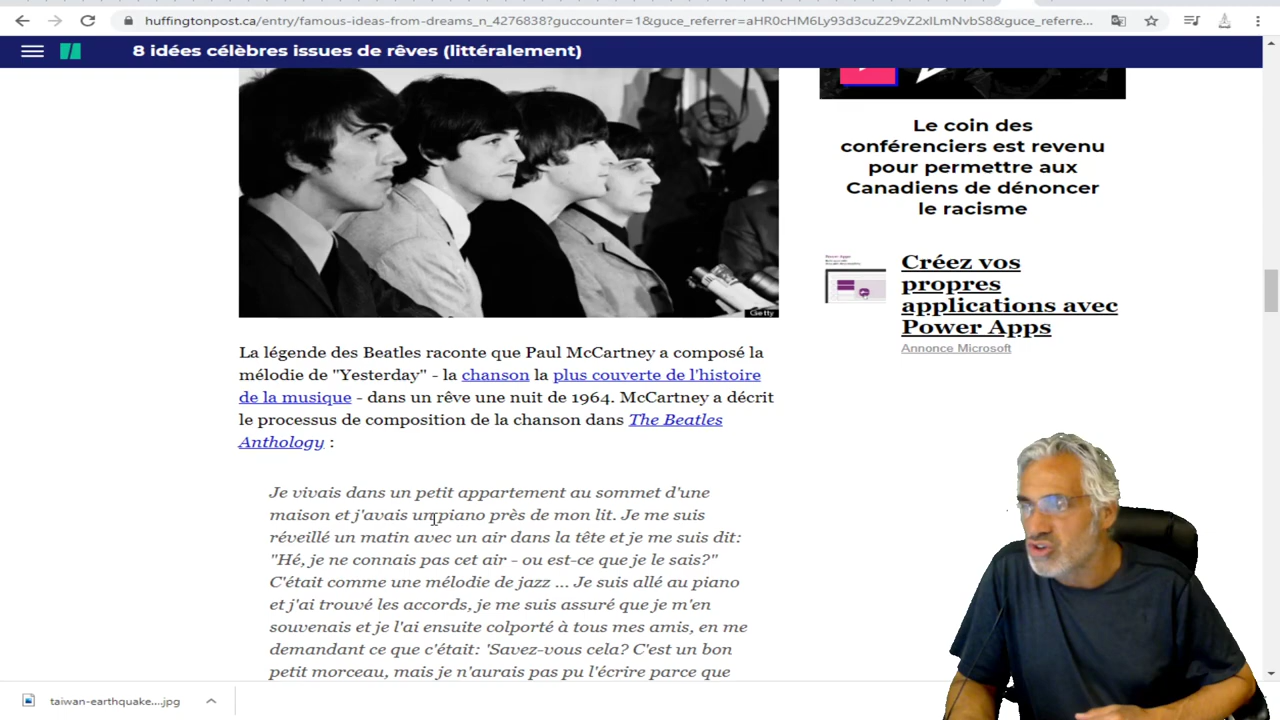 huffingtonpost.ca/entry/famous-ideas-from-dreams_n_4276838?guccounter=1&guce_referrer=aHR0cHM6Ly93d3cuZ29vZ2xlLmNvbS8&guce_referre...
8 idées célèbres issues de rêves (littéralement)
Getty
La légende des Beatles raconte que Paul McCartney a composé la
mélodie de "Yesterday" - la chanson la plus couverte de l'histoire
de la musique - dans un rêve une nuit de 1964. McCartney a décrit
le processus de composition de la chanson dans The Beatles
Anthology :
Je vivais dans un petit appartement au sommet d'une
maison et j'avais un piano près de mon lit. Je me suis
réveillé un matin avec un air dans la tête et je me suis dit:
"Hé, je ne connais pas cet air - ou est-ce que je le sais?"
C'était comme une mélodie de jazz ... Je suis allé au piano
et j'ai trouvé les accords, je me suis assuré que je m'en
souvenais et je l'ai ensuite colporté à tous mes amis, en me
demandant ce que c'était: 'Savez-vous cela? C'est un bon
petit morceau, mais je n'aurais pas pu l'écrire parce que
Le coin des
conférenciers est revenu
pour permettre aux
Canadiens de dénoncer
le racisme
Créez vos
propres
applications avec
Power Apps
Annonce Microsoft
taiwan-earthquake....jpg